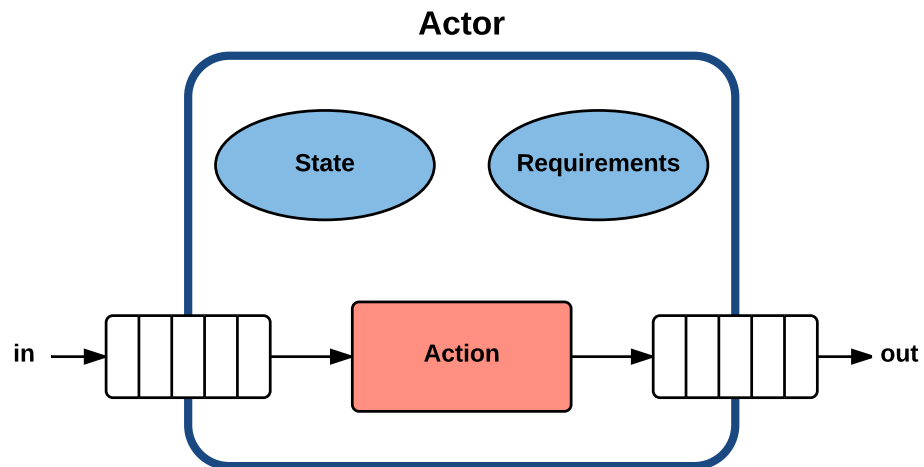 Actor
State
Requirements
in
Action
out